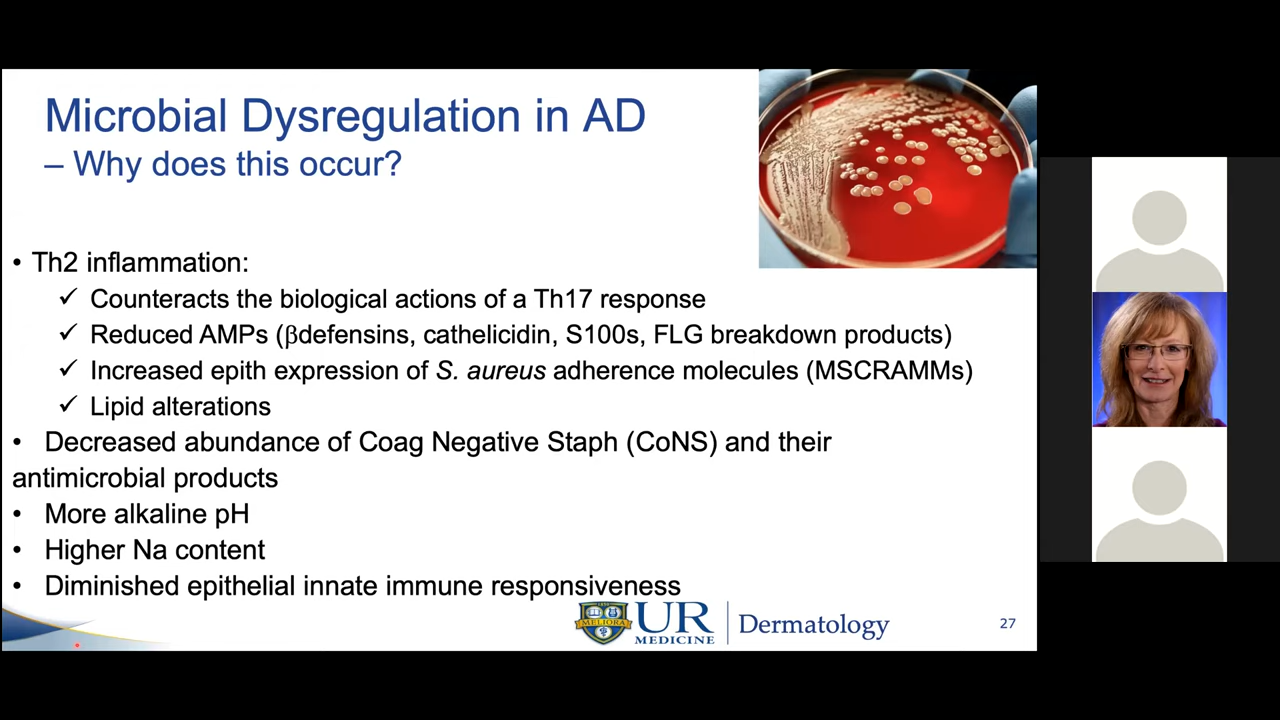 Microbial Dysregulation in AD
– Why does this occur?
• Th2 inflammation:
✓ Counteracts the biological actions of a Th17 response
✓ Reduced AMPs (βdefensins, cathelicidin, S100s, FLG breakdown products)
✓ Increased epith expression of S. aureus adherence molecules (MSCRAMMs)
✓ Lipid alterations
• Decreased abundance of Coag Negative Staph (CoNS) and their
antimicrobial products
• More alkaline pH
• Higher Na content
• Diminished epithelial innate immune responsiveness
MELIORA
UR
MEDICINE
Dermatology
27